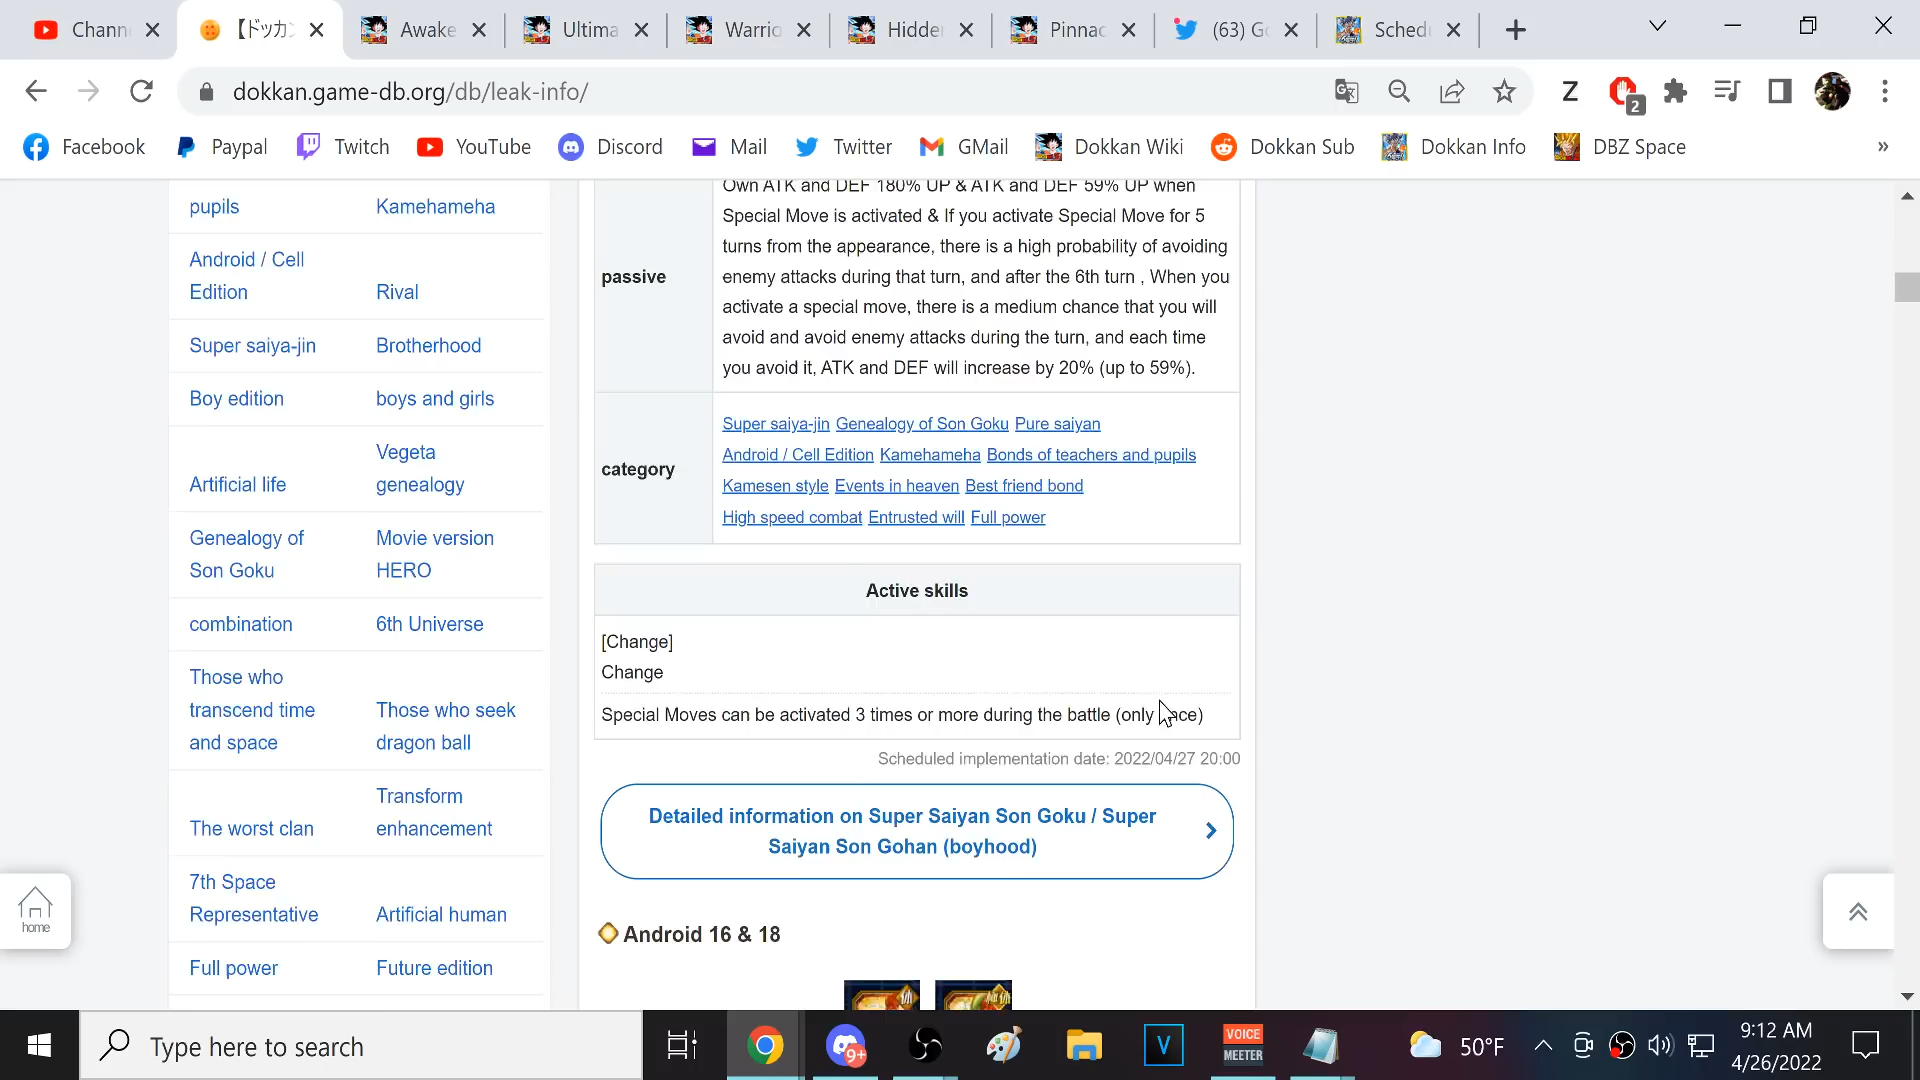 Chann
【ドッカン
Awake
Ultima
Warrio
Hidden
Pinnac
(63) Go
Schedu
dokkan.game-db.org/db/leak-info/
Z
2
Facebook
Paypal
Twitch
YouTube
Discord
Mail
Twitter
GMail
Dokkan Wiki
Dokkan Sub
Dokkan Info
DBZ Space
»
pupils
Kamehameha
Android / Cell
Edition
Rival
Super saiya-jin
Brotherhood
Boy edition
boys and girls
Artificial life
Vegeta
genealogy
Genealogy of
Son Goku
Movie version
HERO
combination
6th Universe
Those who
transcend time
and space
Those who seek
dragon ball
The worst clan
Transform
enhancement
7th Space
Representative
Artificial human
Full power
Future edition
home
passive
Own ATK and DEF 180% UP & ATK and DEF 59% UP when
Special Move is activated & If you activate Special Move for 5
turns from the appearance, there is a high probability of avoiding
enemy attacks during that turn, and after the 6th turn , When you
activate a special move, there is a medium chance that you will
avoid and avoid enemy attacks during the turn, and each time
you avoid it, ATK and DEF will increase by 20% (up to 59%).
category
Super saiya-jin Genealogy of Son Goku Pure saiyan
Android / Cell Edition Kamehameha Bonds of teachers and pupils
Kamesen style Events in heaven Best friend bond
High speed combat Entrusted will Full power
Active skills
[Change]
Change
Special Moves can be activated 3 times or more during the battle (only once)
Scheduled implementation date: 2022/04/27 20:00
Detailed information on Super Saiyan Son Goku / Super
Saiyan Son Gohan (boyhood)
Android 16 & 18
Type here to search
9+
V
VOICE
MEETER
50°F
9:12 AM
4/26/2022